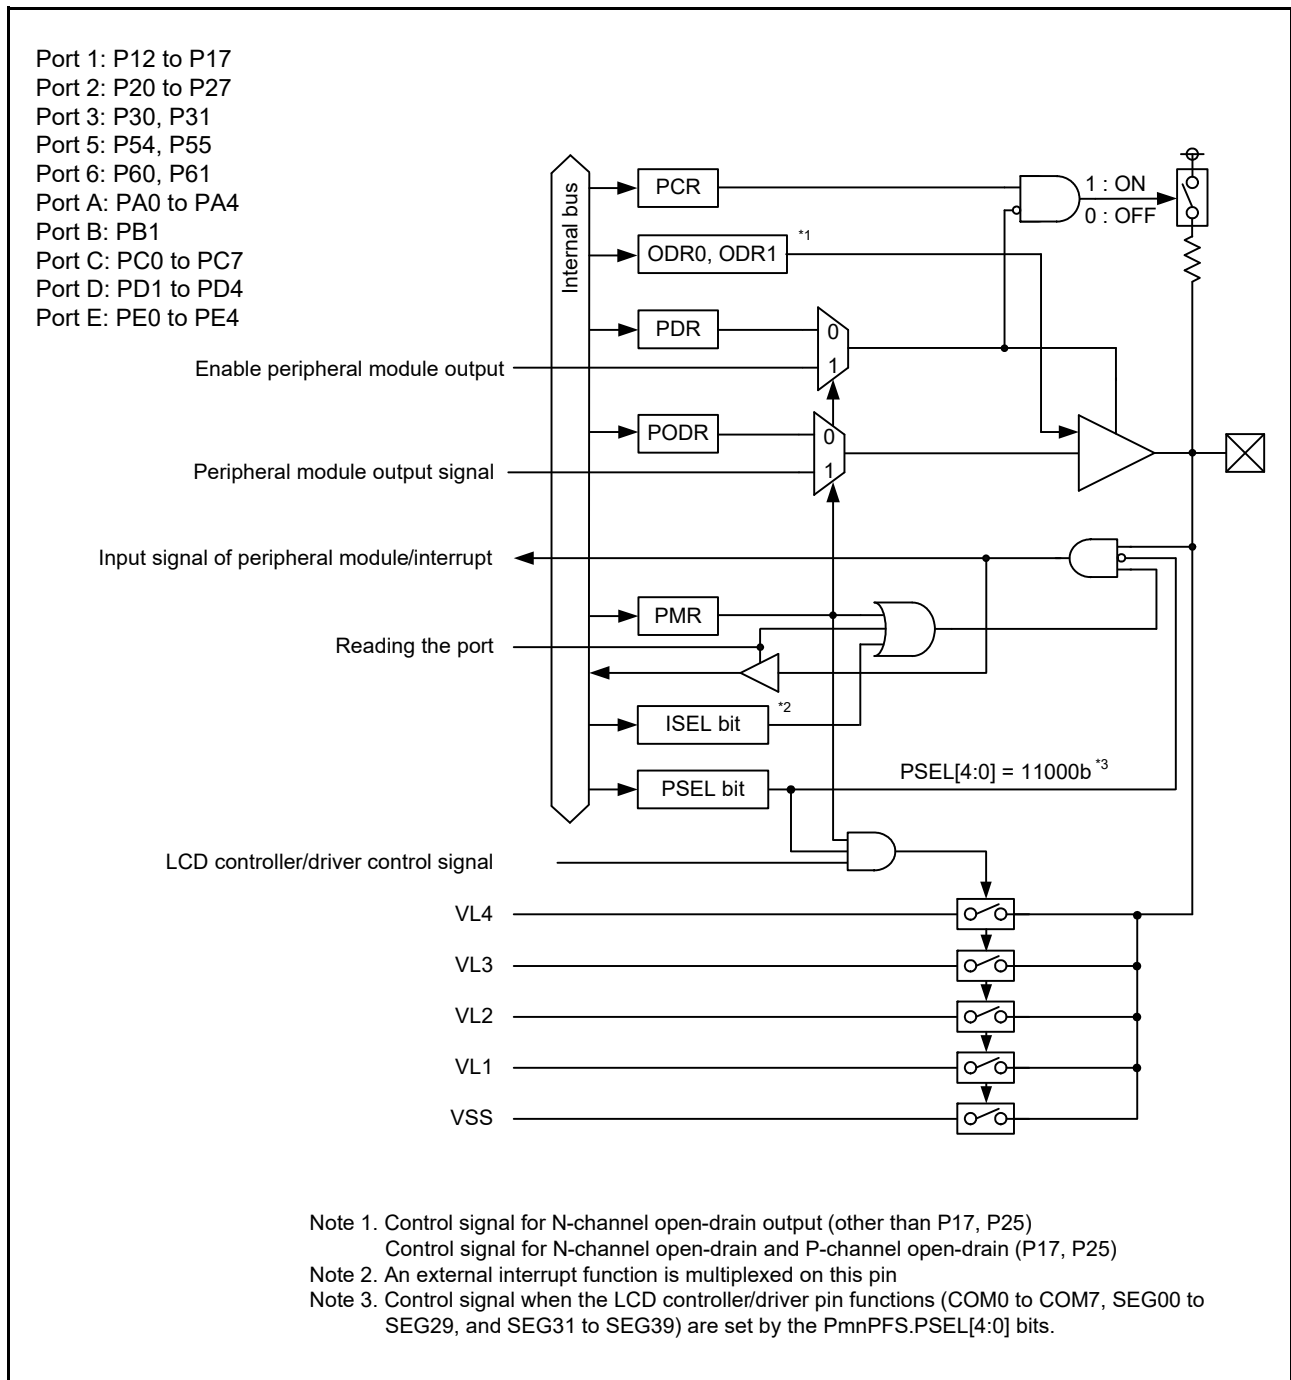 Port 1: P12 to P17
Port 2: P20 to P27
Port 3: P30, P31
Port 5: P54, P55
Port 6: P60, P61
Port A: PA0 to PA4
Port B: PB1
Port C: PC0 to PC7
Port D: PD1 to PD4
Port E: PE0 to PE4
Internal bus
PCR
1 : ON
0 : OFF
ODR0, ODR1 *1
PDR
0
1
Enable peripheral module output
PODR
0
1
Peripheral module output signal
Input signal of peripheral module/interrupt
PMR
Reading the port
ISEL bit *2
PSEL bit
PSEL[4:0] = 11000b *3
LCD controller/driver control signal
VL4
VL3
VL2
VL1
VSS
Note 1. Control signal for N-channel open-drain output (other than P17, P25)
Control signal for N-channel open-drain and P-channel open-drain (P17, P25)
Note 2. An external interrupt function is multiplexed on this pin
Note 3. Control signal when the LCD controller/driver pin functions (COM0 to COM7, SEG00 to
SEG29, and SEG31 to SEG39) are set by the PmnPFS.PSEL[4:0] bits.